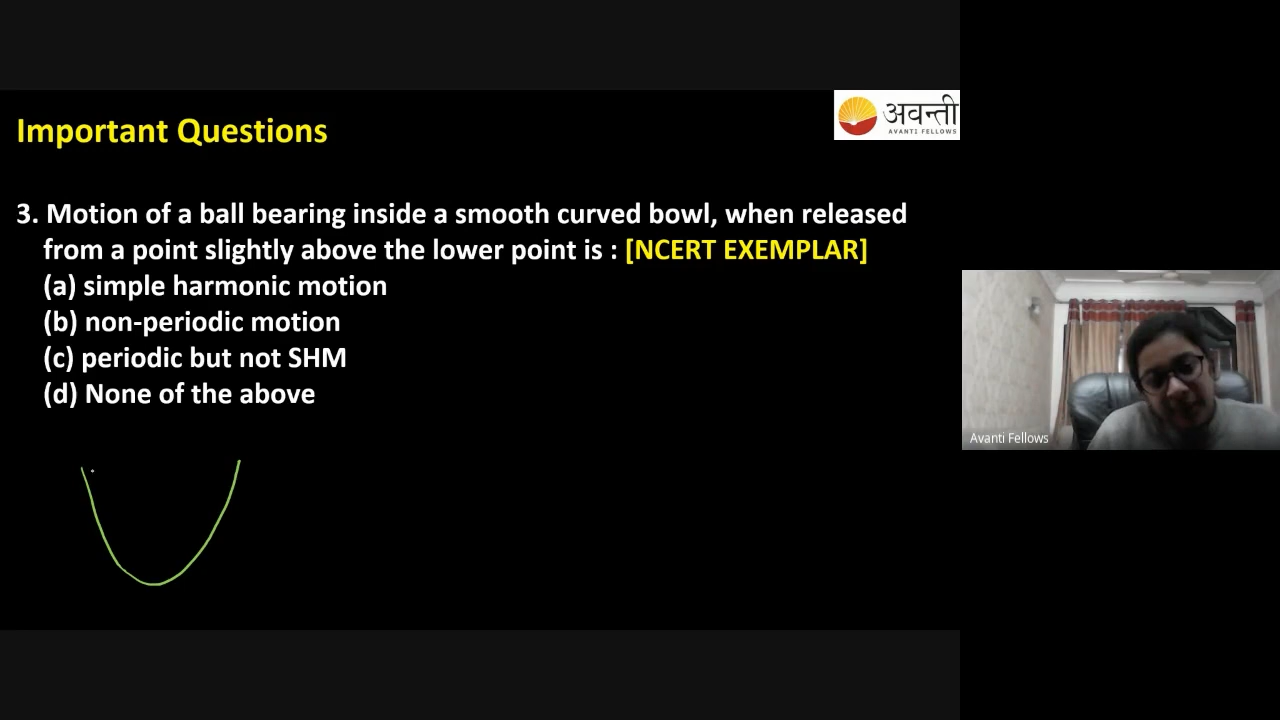 Important Questions
अवन्ती
AVANTI FELLOWS
3. Motion of a ball bearing inside a smooth curved bowl, when released
from a point slightly above the lower point is : [NCERT EXEMPLAR]
(a) simple harmonic motion
(b) non-periodic motion
(c) periodic but not SHM
(d) None of the above
Avanti Fellows